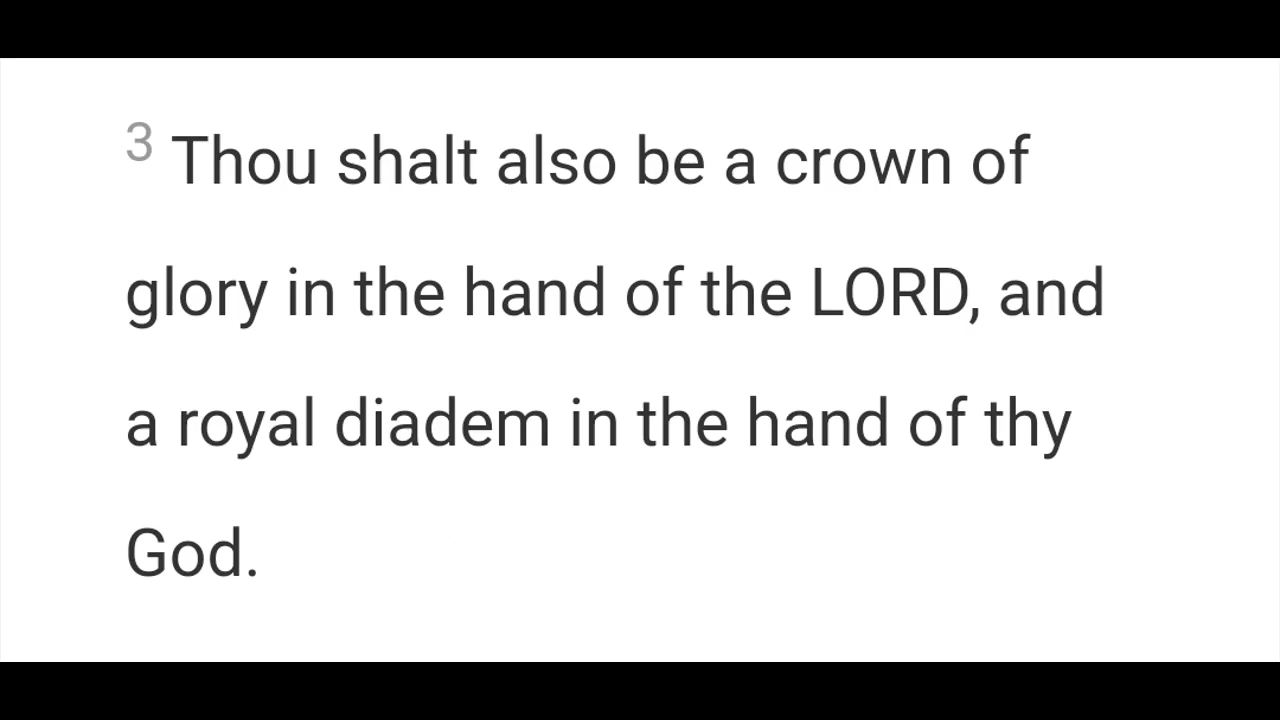 3 Thou shalt also be a crown of
glory in the hand of the LORD, and
a royal diadem in the hand of thy
God.